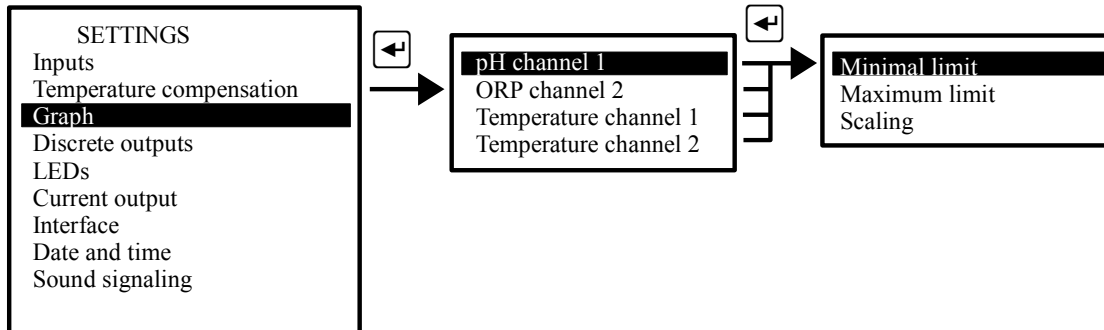 SETTINGS
Inputs
Temperature compensation
Graph
Discrete outputs
LEDs
Current output
Interface
Date and time
Sound signaling
pH channel 1
ORP channel 2
Temperature channel 1
Temperature channel 2
Minimal limit
Maximum limit
Scaling